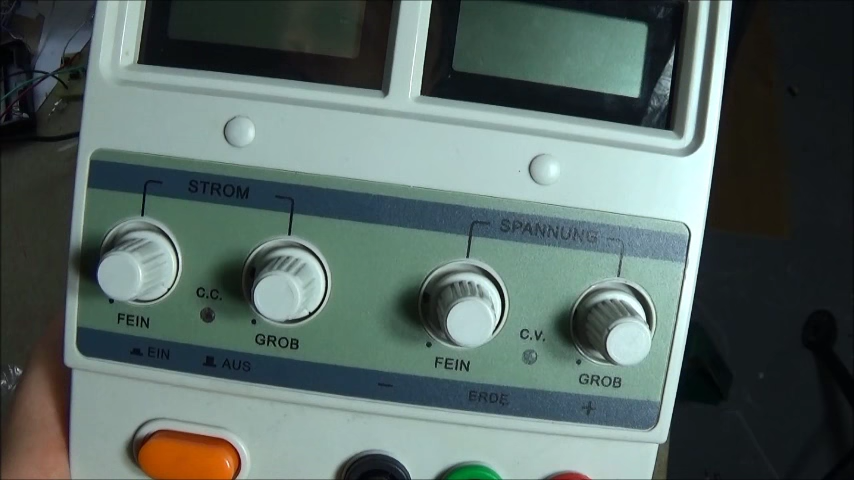 STROM
SPANNUNG
C.C.
FEIN
GROB
C.V.
FEIN
GROB
EIN
AUS
−
ERDE
+